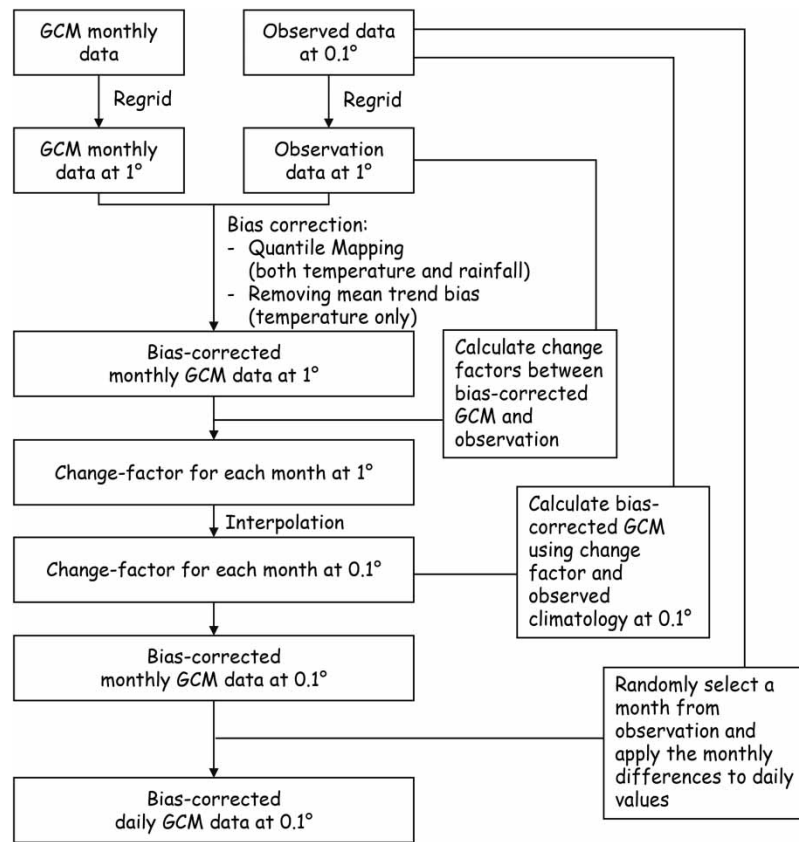 GCM monthly
data
Observed data
at 0.1°
Regrid
Regrid
GCM monthly
data at 1°
Observation
data at 1°
Bias correction:
- Quantile Mapping
(both temperature and rainfall)
- Removing mean trend bias
(temperature only)
Bias-corrected
monthly GCM data at 1°
Calculate change
factors between
bias-corrected
GCM and
observation
Change-factor for each month at 1°
Interpolation
Calculate bias-
corrected GCM
using change
factor and
observed
climatology at 0.1°
Change-factor for each month at 0.1°
Bias-corrected
monthly GCM data at 0.1°
Randomly select a
month from
observation and
apply the monthly
differences to daily
values
Bias-corrected
daily GCM data at 0.1°